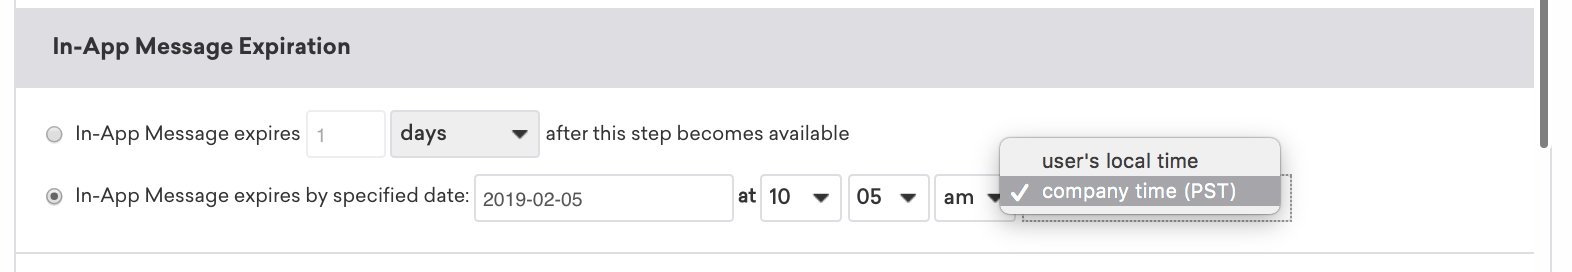 In-App Message Expiration
In-App Message expires 1 days after this step becomes available
user's local time
In-App Message expires by specified date: 2019-02-05 at 10 05 am ✓ company time (PST)